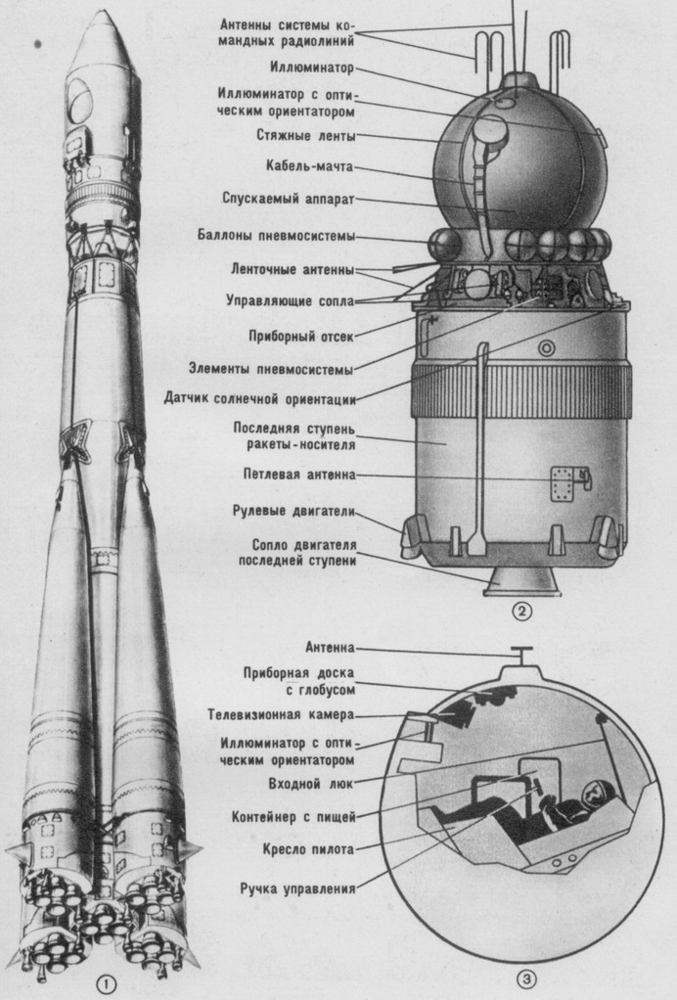 Антенны системы ко-
мандных радиолиний
Иллюминатор
Иллюминатор с опти-
ческим ориентатором
Стяжные ленты
Кабель-мачта
Спускаемый аппарат
Баллоны пневмосистемы
Ленточные антенны
Управляющие сопла
Приборный отсек
Элементы пневмосистемы
Датчик солнечной ориентации
Последняя ступень
ракеты-носителя
Петлевая антенна
Рулевые двигатели
Сопло двигателя
последней ступени
2
Антенна
Приборная доска
с глобусом
Телевизионная камера
Иллюминатор с опти-
ческим ориентатором
Входной люк
Контейнер с пищей
Кресло пилота
Ручка управления
1
3